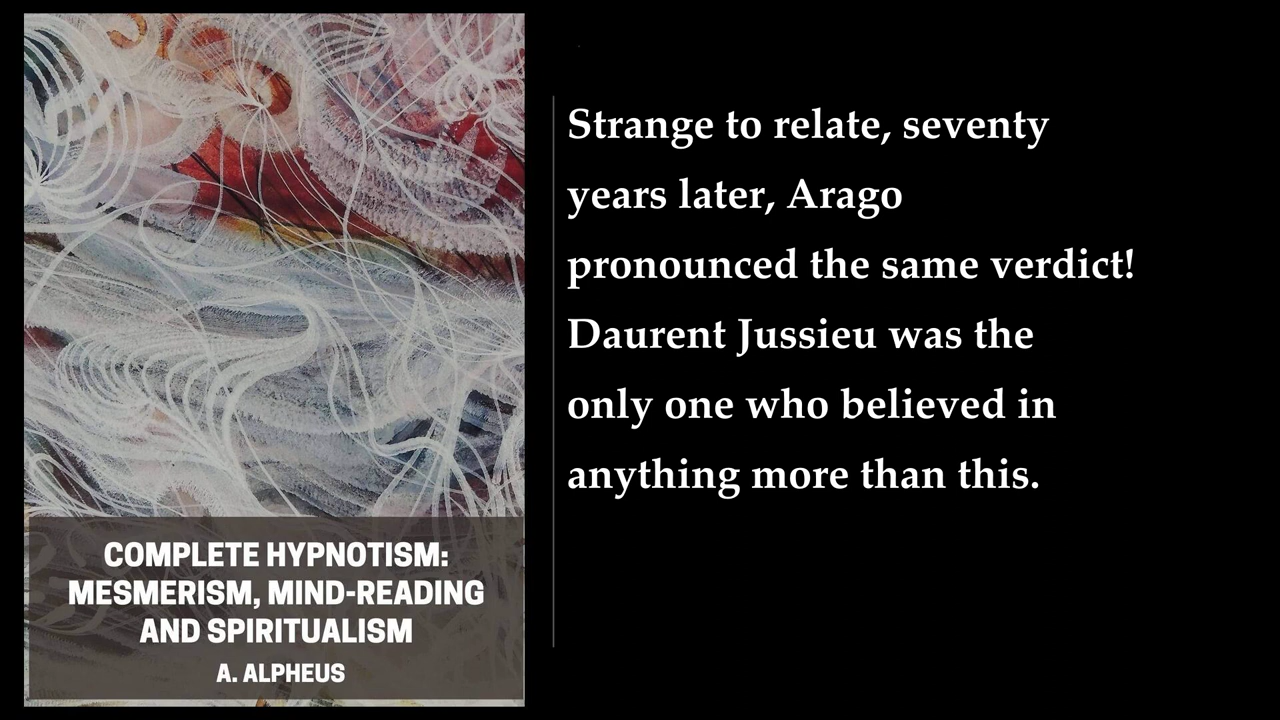 Strange to relate, seventy
years later, Arago
pronounced the same verdict!
Daurent Jussieu was the
only one who believed in
anything more than this.
COMPLETE HYPNOTISM:
MESMERISM, MIND-READING
AND SPIRITUALISM
A. ALPHEUS